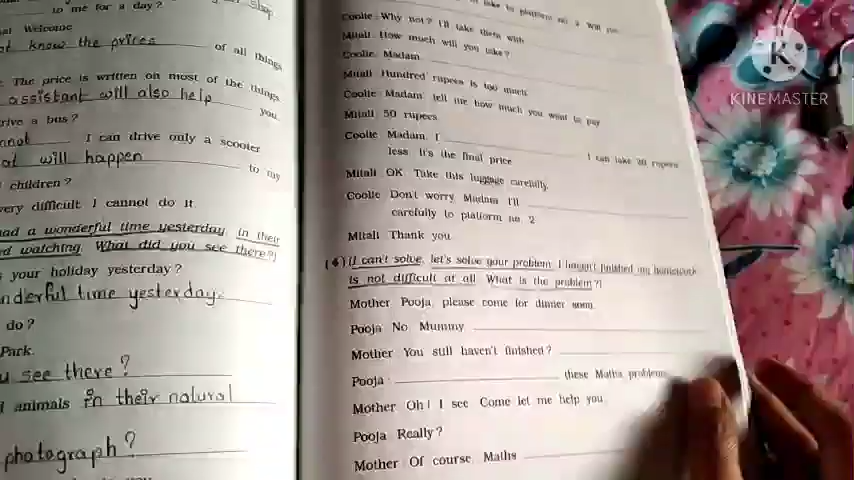 to me for a day?
Welcome
know the prices of all things
The price is written on most of the things
assistant will also help you
rive a bus?
nnot I can drive only a scooter
will happen to my
children?
very difficult I cannot do it
ad a wonderful time yesterday in their
d watching. What did you see there?)
your holiday yesterday?
nderful time yesterday.
do?
Park.
u see there?
animals in their natural
photograph?
Coolie Why not? I'll take them with
Mitali How much will you take?
Coolie Madam
Mitali Hundred rupees is too much
Coolie Madam tell me how much you want to pay
Mitali 50 rupees
Coolie Madam, I I can take 20 rupees
less. It's the final price
Mitali OK Take this luggage carefully
Coolie Don't worry, Madam I'll
carefully to platform no 2
Mitali Thank you
(4) (I can't solve, let's solve your problem, I haven't finished my homework
is not difficult at all What is the problem?)
Mother Pooja, please come for dinner soon
Pooja No Mummy
Mother You still haven't finished?
Pooja : these Maths problems
Mother Oh! I see Come let me help you
Pooja Really?
Mother Of course, Maths
K
KINEMASTER